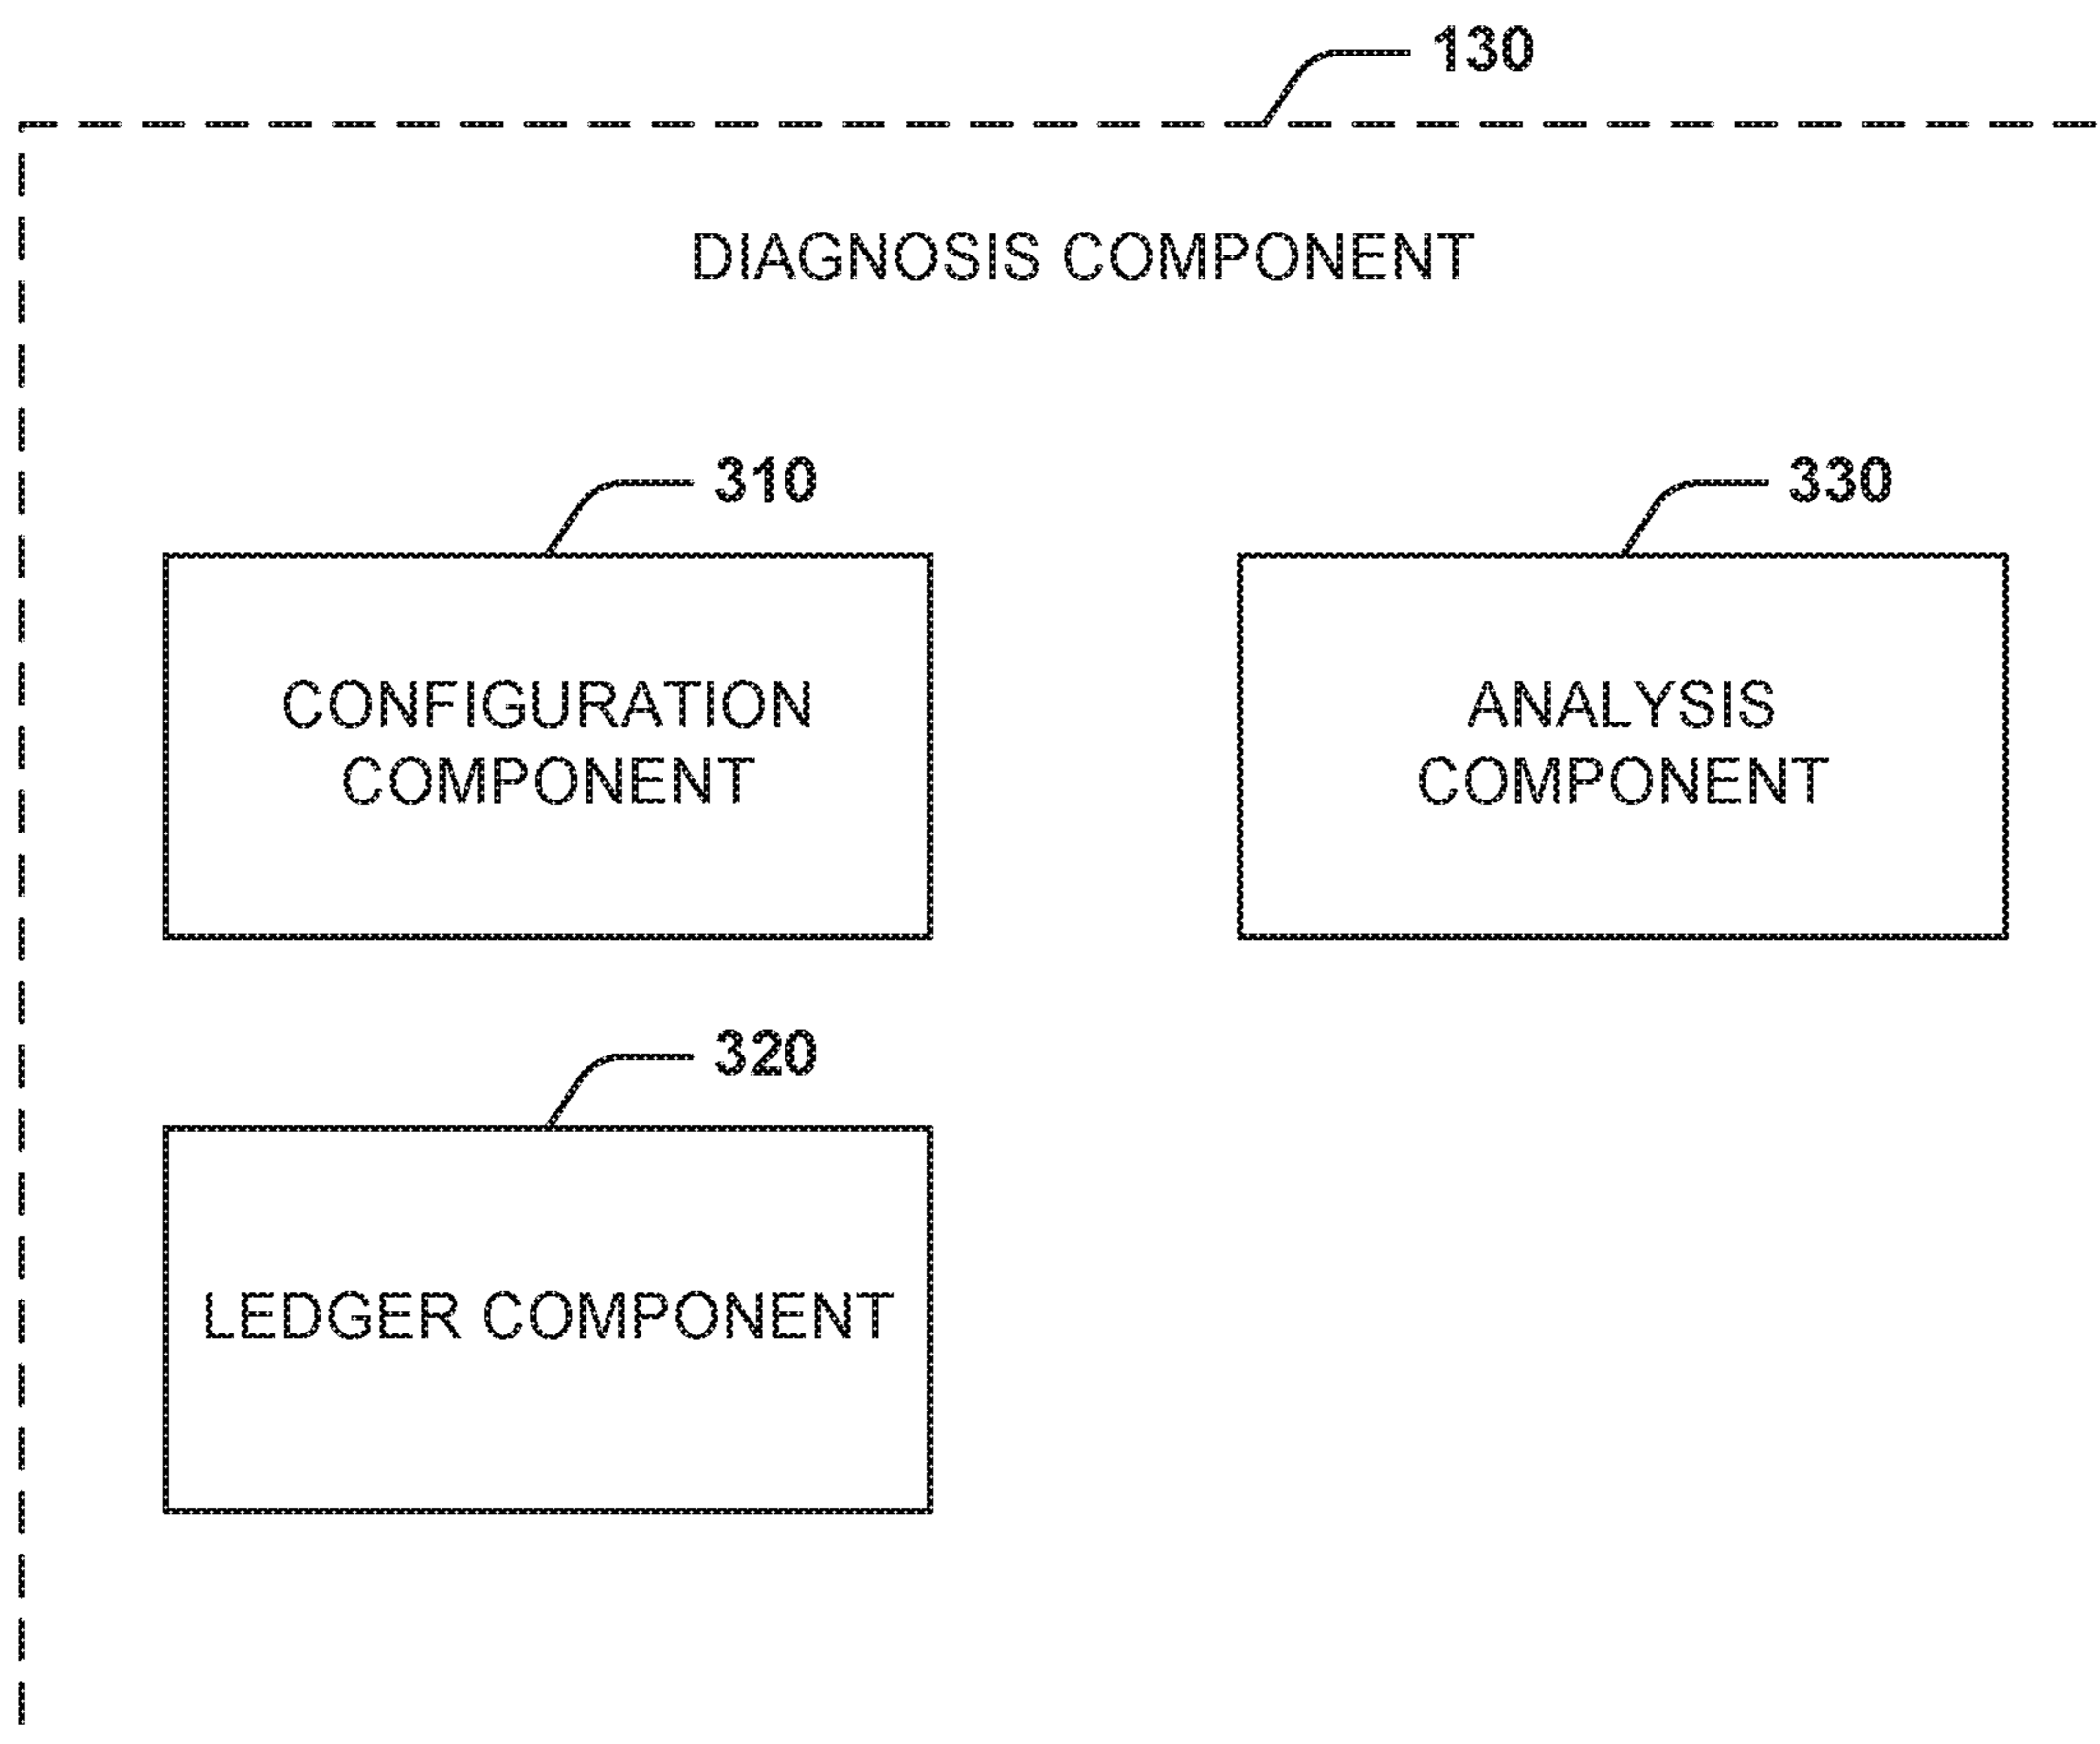 130
DIAGNOSIS COMPONENT
310
330
CONFIGURATION
COMPONENT
ANALYSIS
COMPONENT
320
LEDGER COMPONENT